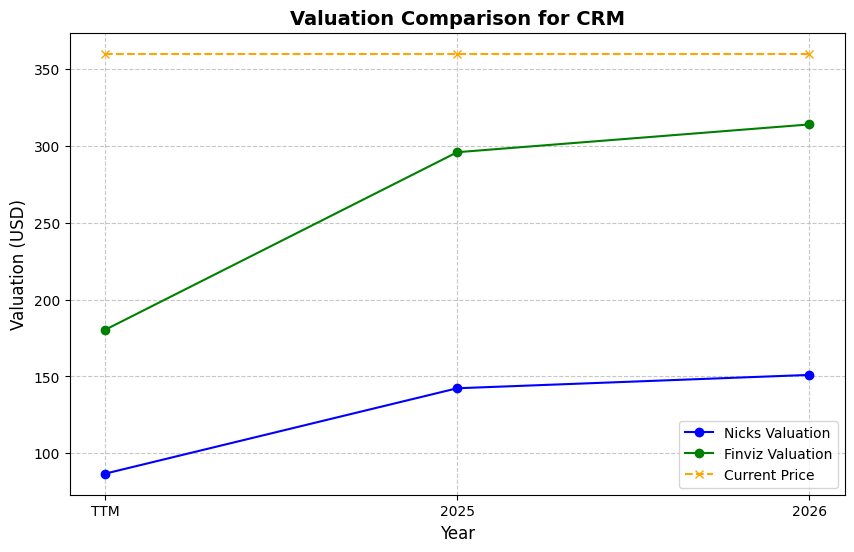 Valuation Comparison for CRM
Valuation (USD)
350
300
250
200
150
100
TTM
2025
2026
Year
Nicks Valuation
Finviz Valuation
Current Price